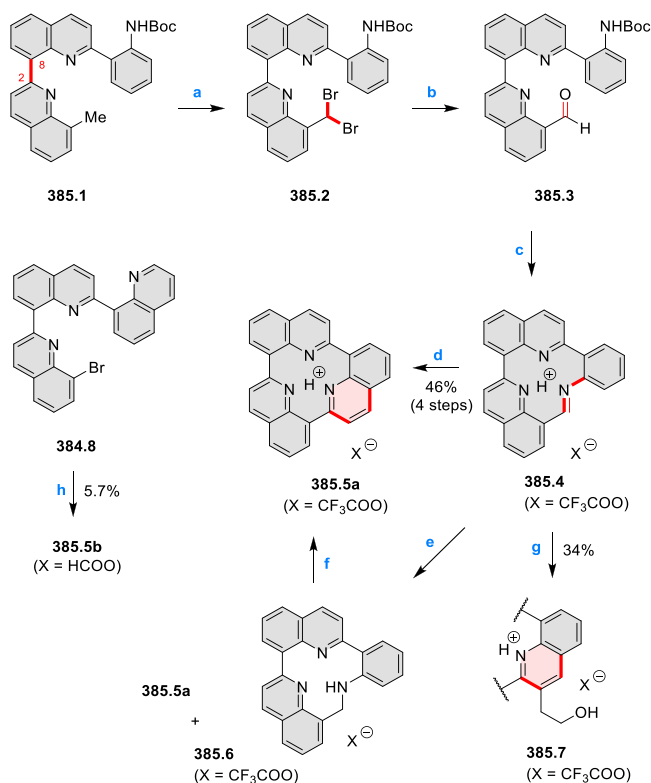 NHBoc
N
8
2
N
Me
385.1
a
NHBoc
N
N
Br
Br
385.2
b
NHBoc
N
N
O
H
385.3
c
N
N
N
Br
384.8
h
5.7%
385.5b
(X = HCOO)
N
H
+
N
N
N
X−
385.5a
(X = CF3COO)
d
46%
(4 steps)
N
H
+
N
N
X−
385.4
(X = CF3COO)
e
f
g
34%
385.5a
+
N
N
HN
X−
385.6
(X = CF3COO)
+
H
N
X−
OH
385.7
(X = CF3COO)